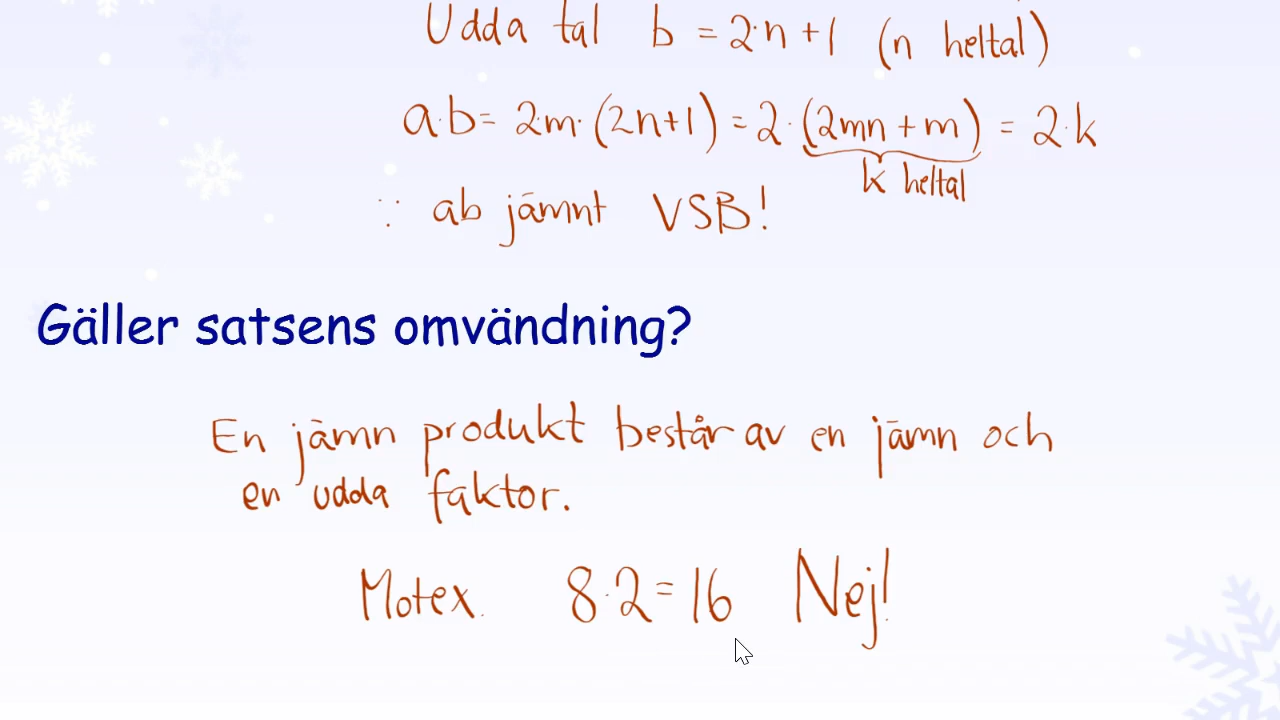 Udda tal b = 2·n+1 (n heltal)
a·b = 2m·(2n+1) = 2·(2mn+m) = 2·k
k heltal
∵ ab jämnt VSB!
Gäller satsens omvändning?
En jämn produkt består av en jämn och
en udda faktor.
Motex. 8·2=16 Nej!